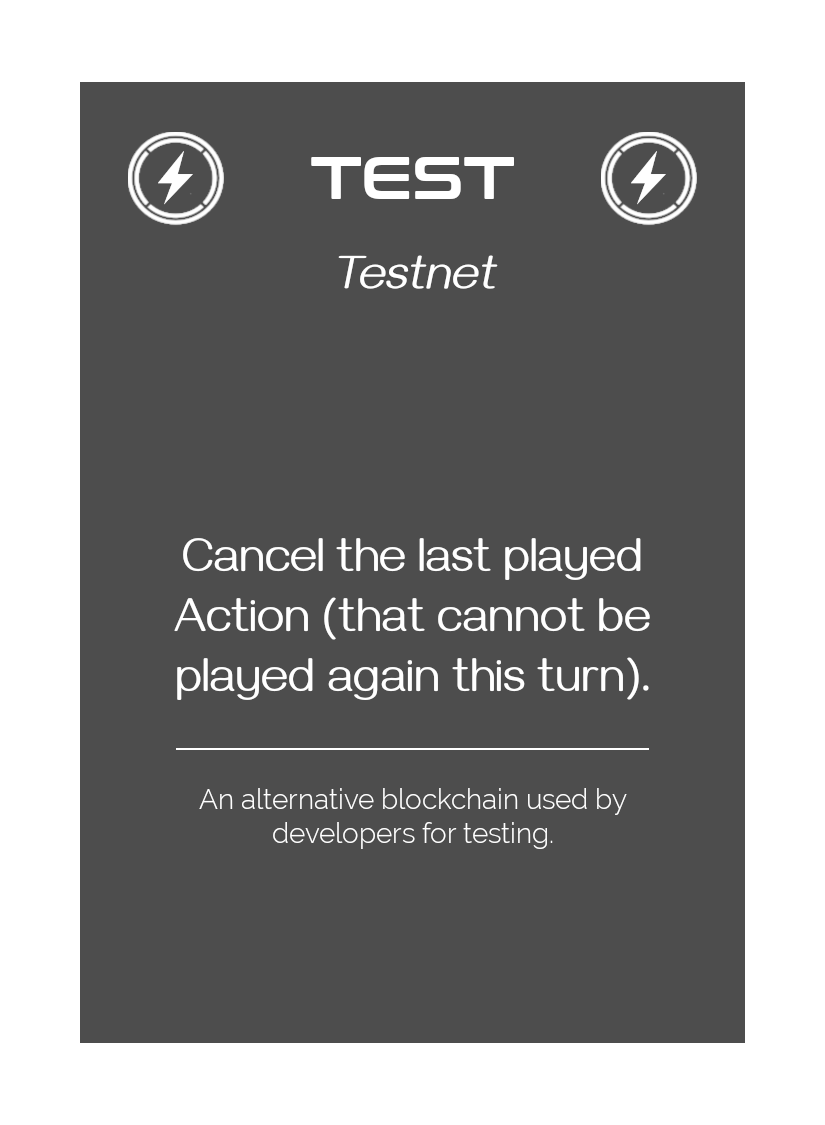 TEST
Testnet
Cancel the last played
Action (that cannot be
played again this turn).
An alternative blockchain used by
developers for testing.